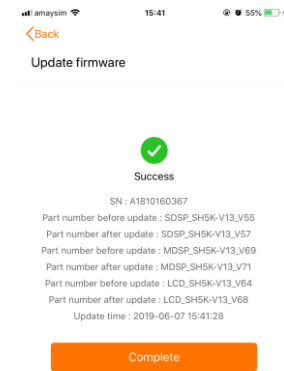 amaysim 15:41 55%
Back
Update firmware
Success
SN : A1810160367
Part number before update : SDSP_SH5K-V13_V55
Part number after update : SDSP_SH5K-V13_V57
Part number before update : MDSP_SH5K-V13_V69
Part number after update : MDSP_SH5K-V13_V71
Part number before update : LCD_SH5K-V13_V64
Part number after update : LCD_SH5K-V13_V68
Update time : 2019-06-07 15:41:28
Complete